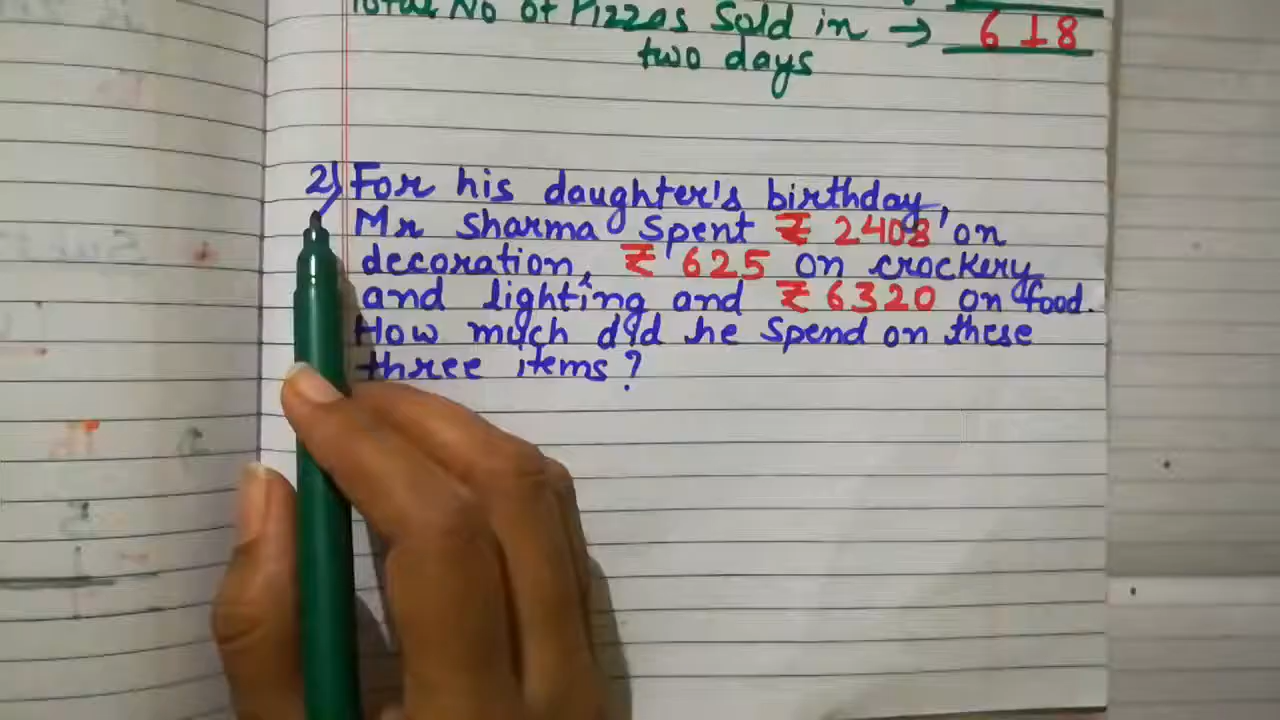 Total No of Pizzas Sold in → 618
two days
2) For his daughter's birthday,
Mr Sharma Spent ₹ 2408 on
decoration, ₹ 625 on crockery
and lighting and ₹ 6320 on food.
How much did he Spend on these
three items?